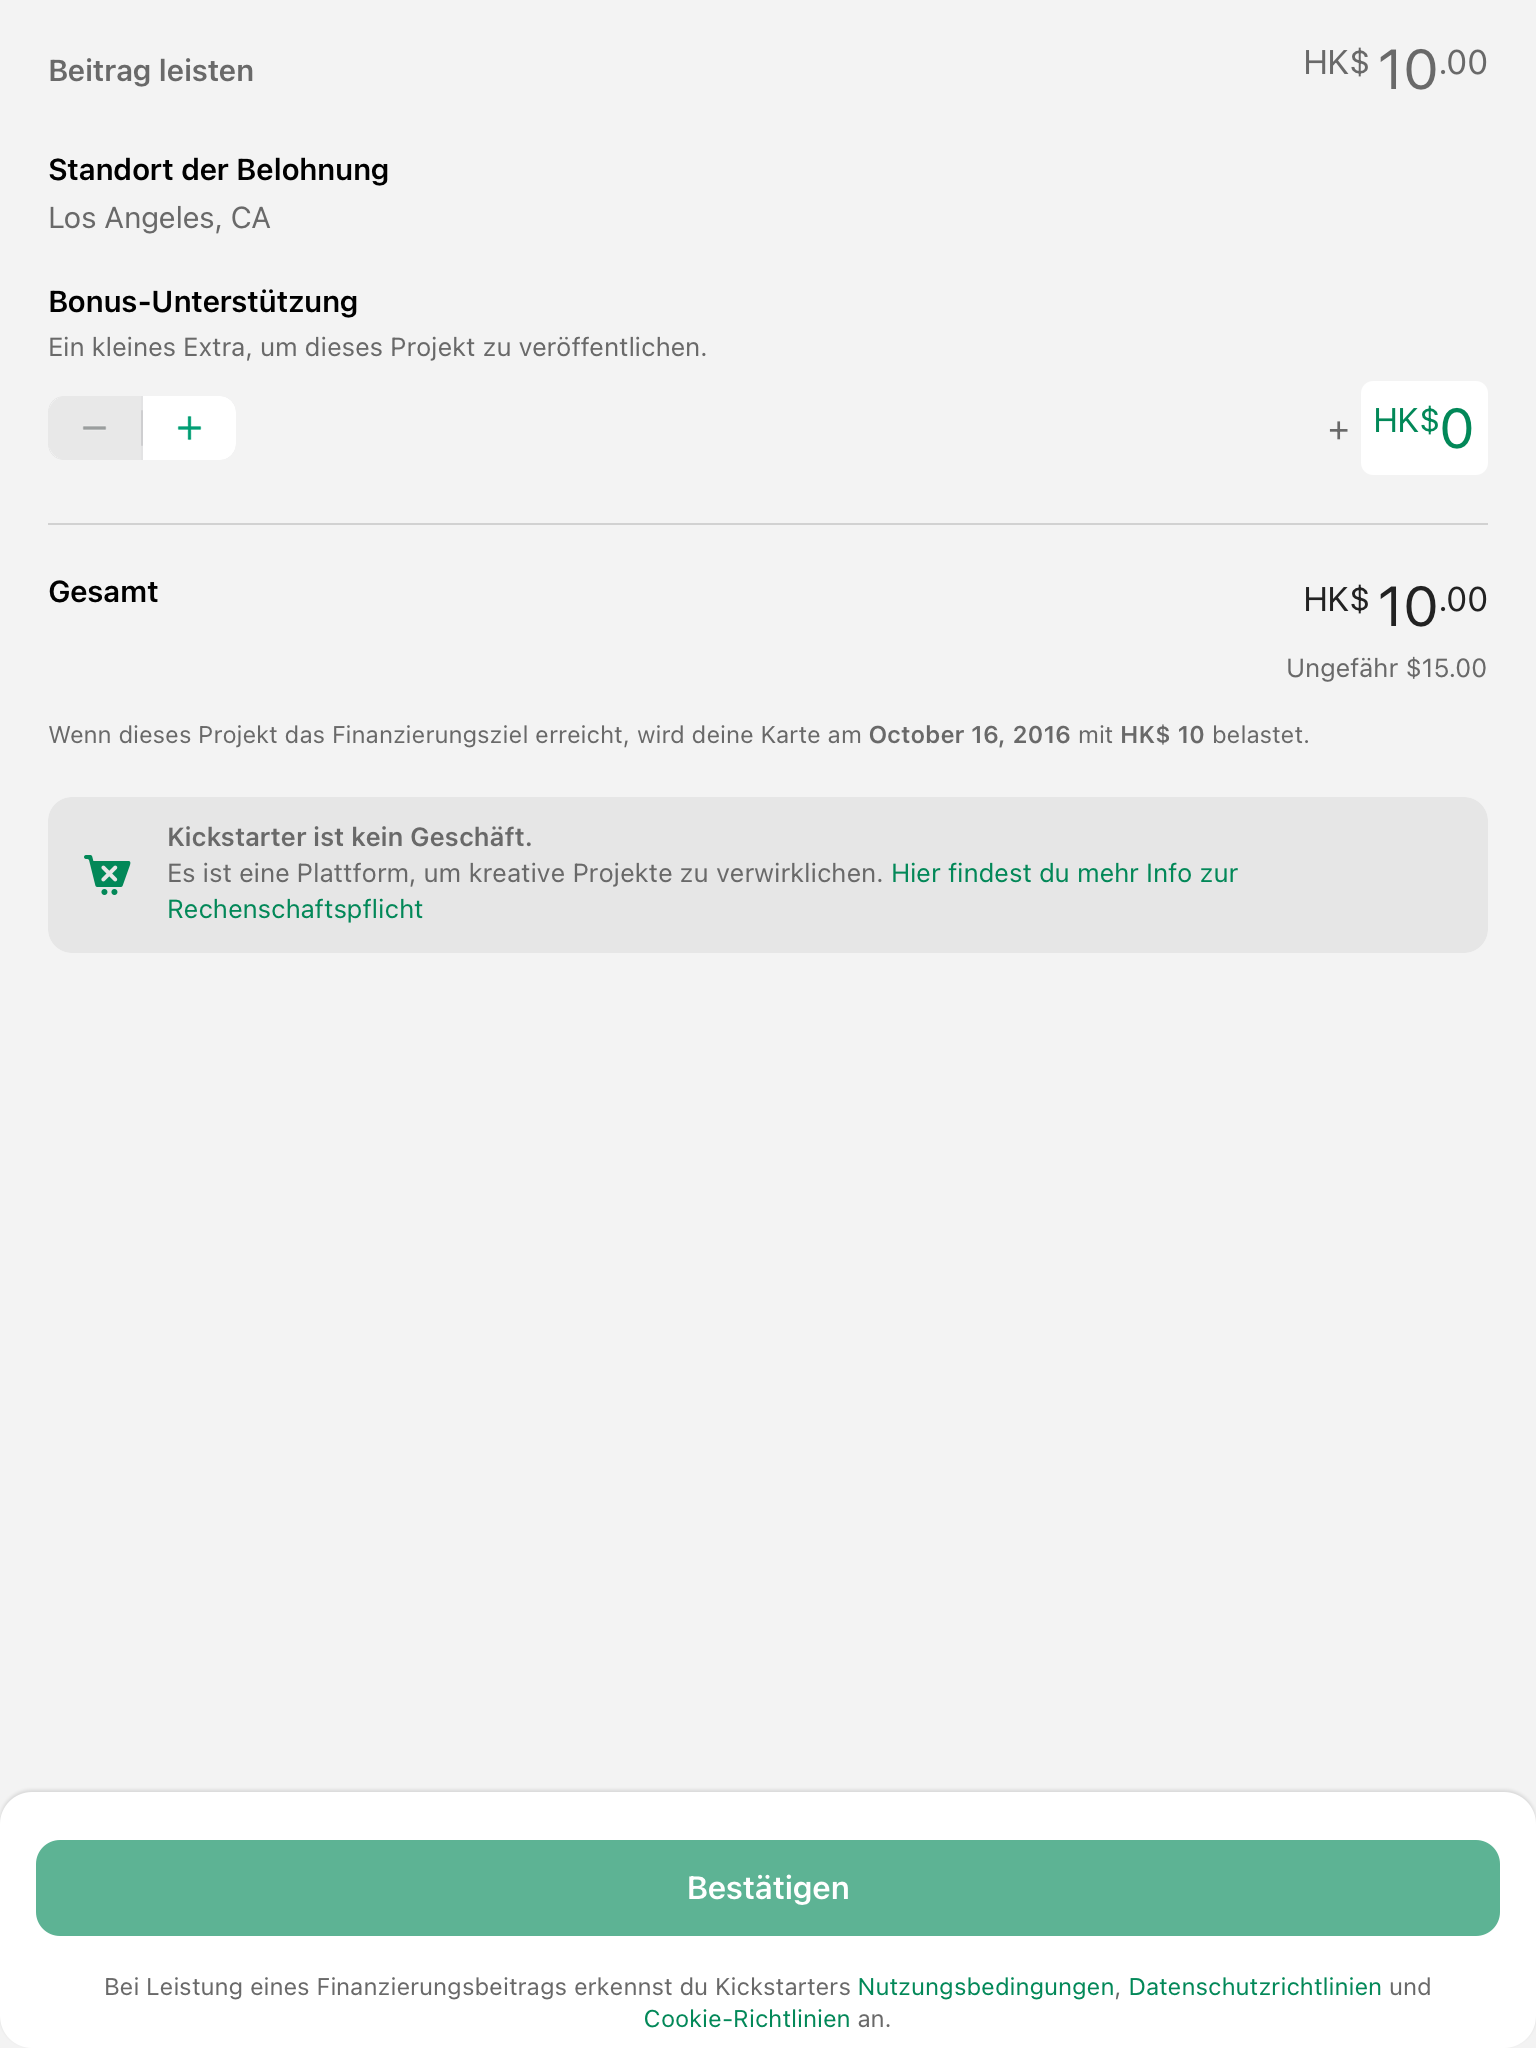 Beitrag leisten HK$ 10.00
Standort der Belohnung
Los Angeles, CA
Bonus-Unterstützung
Ein kleines Extra, um dieses Projekt zu veröffentlichen.
− + + HK$0
Gesamt HK$ 10.00
Ungefähr $15.00
Wenn dieses Projekt das Finanzierungsziel erreicht, wird deine Karte am October 16, 2016 mit HK$ 10 belastet.
Kickstarter ist kein Geschäft.
Es ist eine Plattform, um kreative Projekte zu verwirklichen. Hier findest du mehr Info zur
Rechenschaftspflicht
Bestätigen
Bei Leistung eines Finanzierungsbeitrags erkennst du Kickstarters Nutzungsbedingungen, Datenschutzrichtlinien und
Cookie-Richtlinien an.